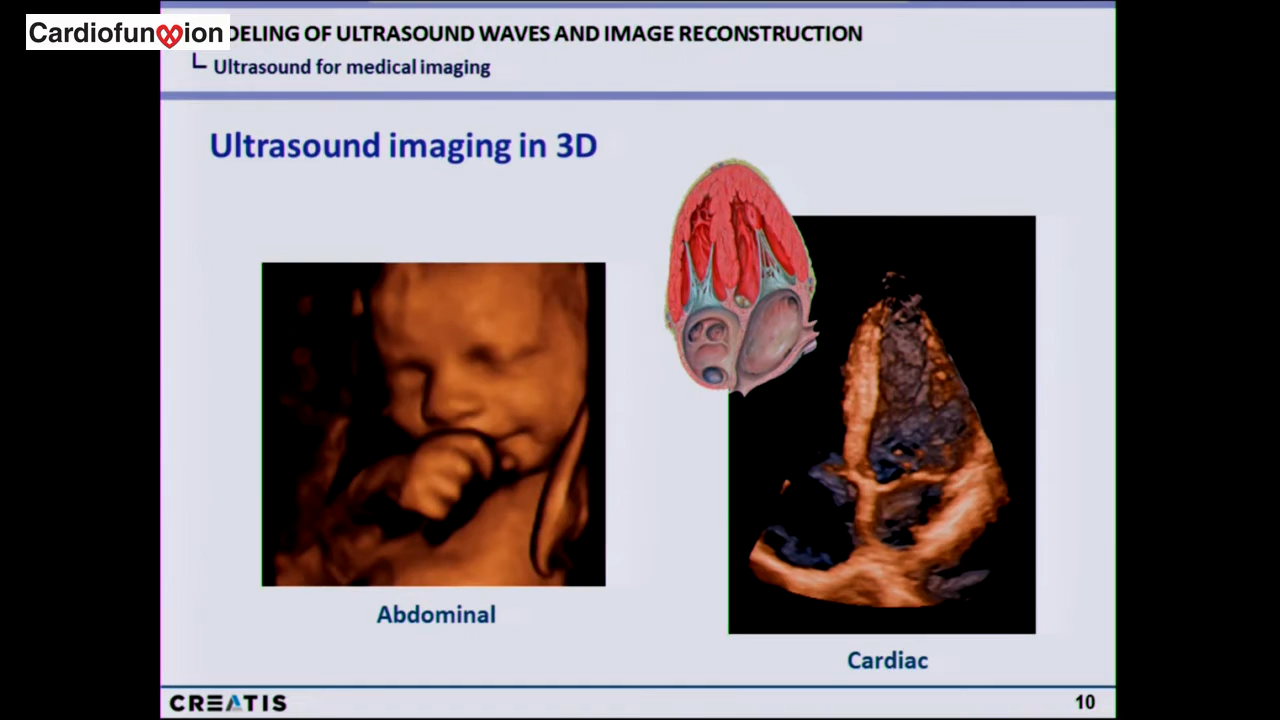 Cardiofunxion
DELING OF ULTRASOUND WAVES AND IMAGE RECONSTRUCTION
Ultrasound for medical imaging
Ultrasound imaging in 3D
Abdominal
Cardiac
CREATIS
10